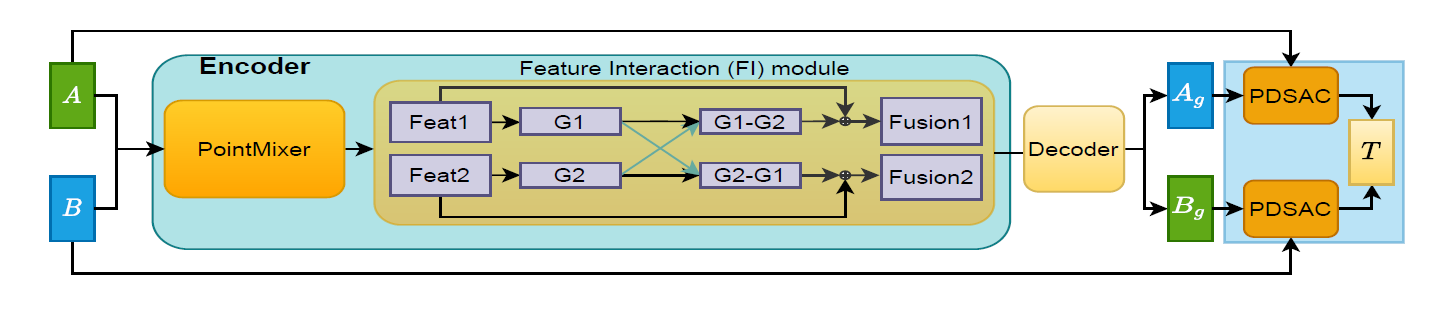 Encoder
Feature Interaction (FI) module
A
B
PointMixer
Feat1
G1
G1-G2
Fusion1
Feat2
G2
G2-G1
Fusion2
Decoder
A_g
B_g
PDSAC
PDSAC
T